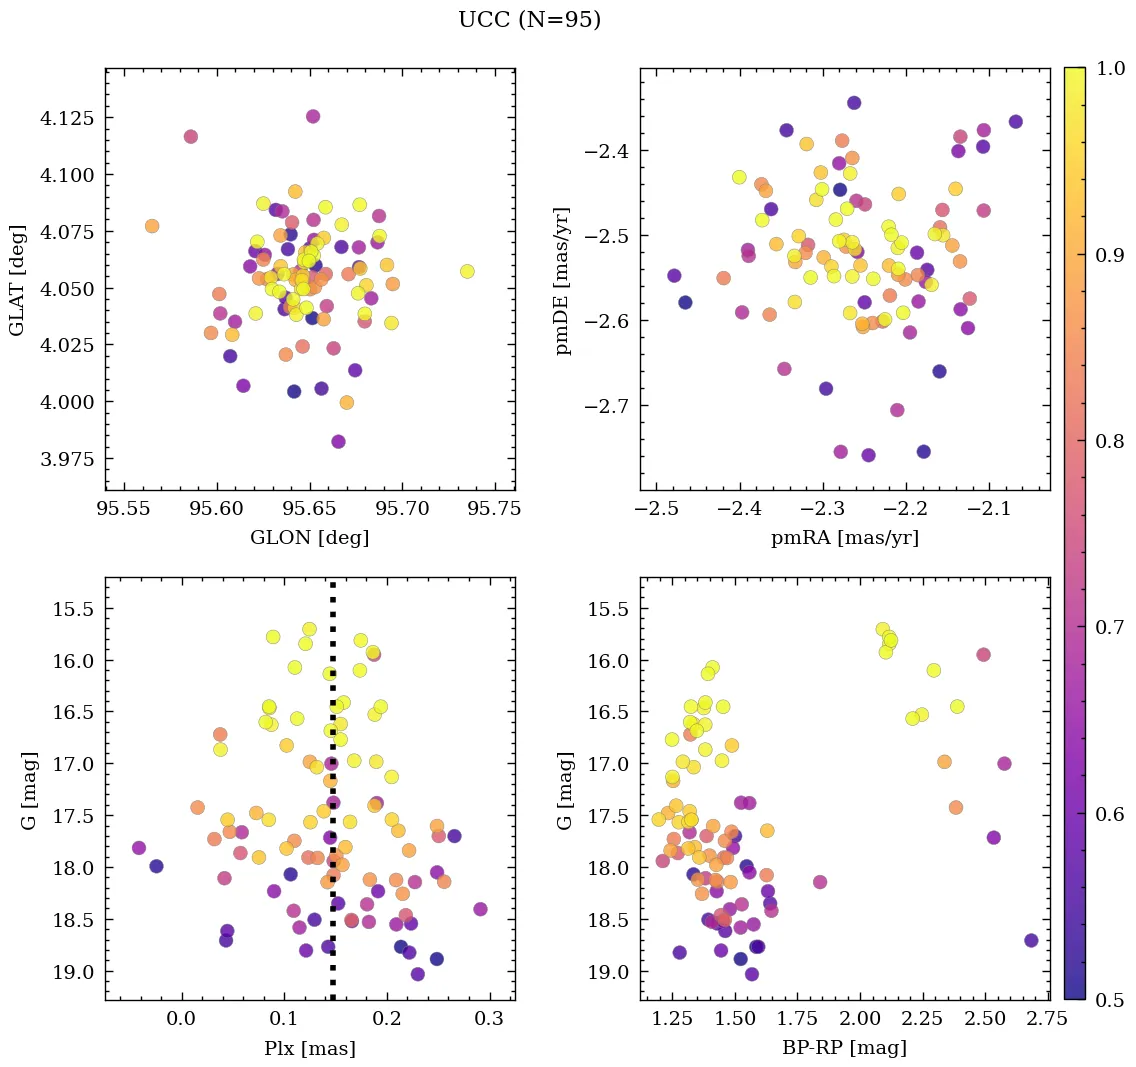 UCC (N=95)
4.125
4.100
4.075
4.050
4.025
4.000
3.975
GLAT [deg]
95.55 95.60 95.65 95.70 95.75
GLON [deg]
−2.4
−2.5
−2.6
−2.7
pmDE [mas/yr]
−2.5 −2.4 −2.3 −2.2 −2.1
pmRA [mas/yr]
1.0
0.9
0.8
0.7
0.6
0.5
15.5
16.0
16.5
17.0
17.5
18.0
18.5
19.0
G [mag]
0.0 0.1 0.2 0.3
Plx [mas]
15.5
16.0
16.5
17.0
17.5
18.0
18.5
19.0
G [mag]
1.25 1.50 1.75 2.00 2.25 2.50 2.75
BP-RP [mag]